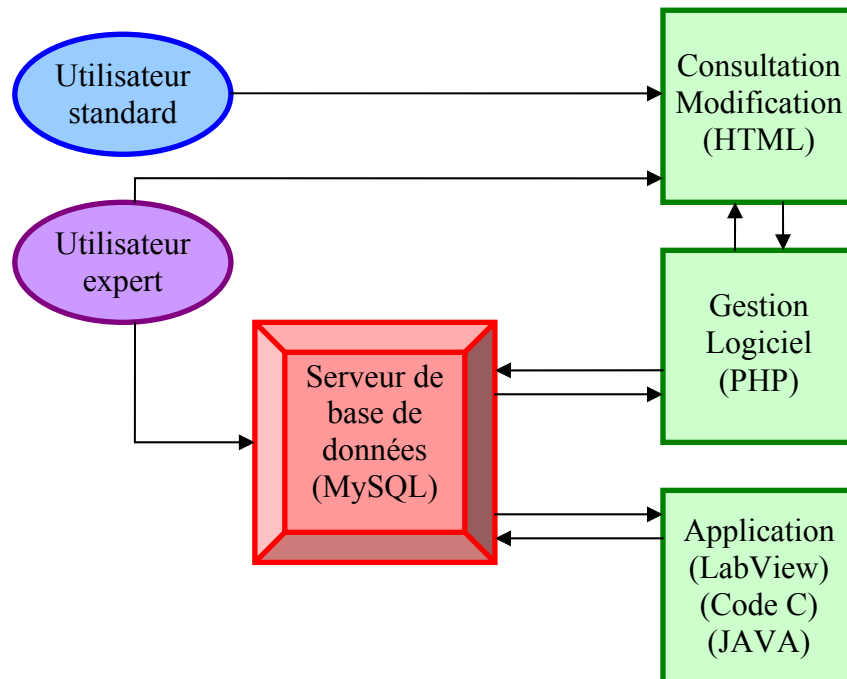 Utilisateur
standard
Consultation
Modification
(HTML)
Utilisateur
expert
Gestion
Logiciel
(PHP)
Serveur de
base de
données
(MySQL)
Application
(LabView)
(Code C)
(JAVA)